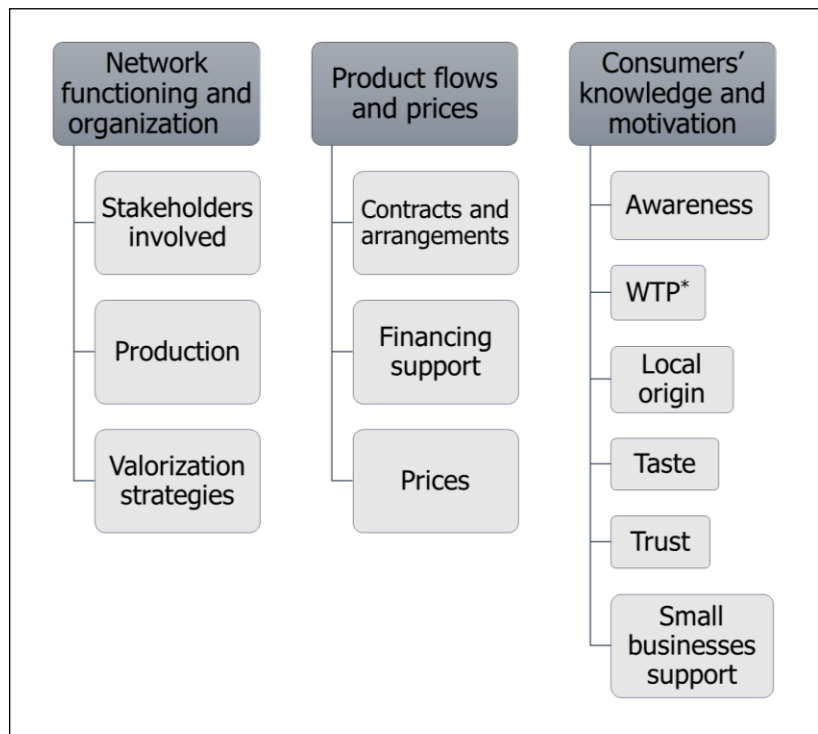 Network
functioning and
organization
Stakeholders
involved
Production
Valorization
strategies
Product flows
and prices
Contracts and
arrangements
Financing
support
Prices
Consumers’
knowledge and
motivation
Awareness
WTP*
Local
origin
Taste
Trust
Small
businesses
support